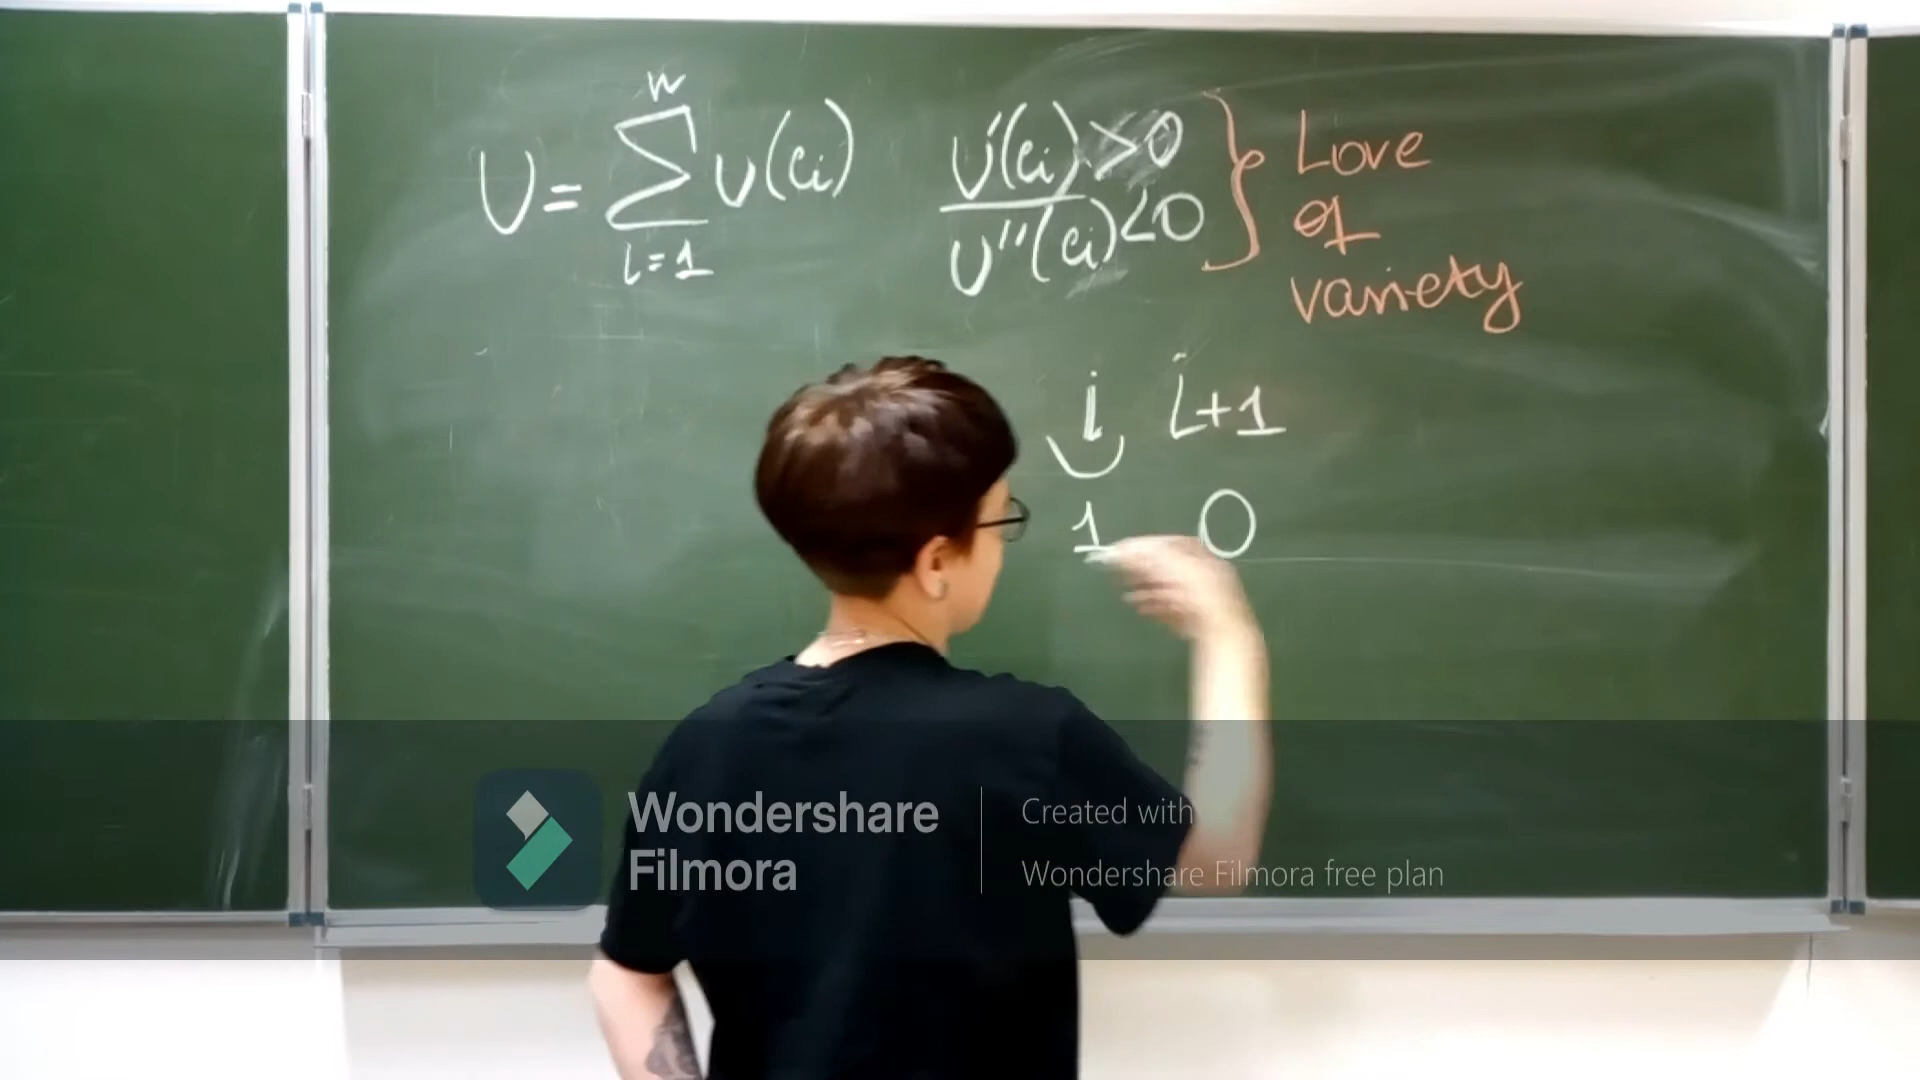 n
U = Σ υ(ci) υ'(ci) > 0 } Love
i=1 υ''(ci) < 0 of
variety
i i+1
1 0
Wondershare
Filmora
Created with
Wondershare Filmora free plan